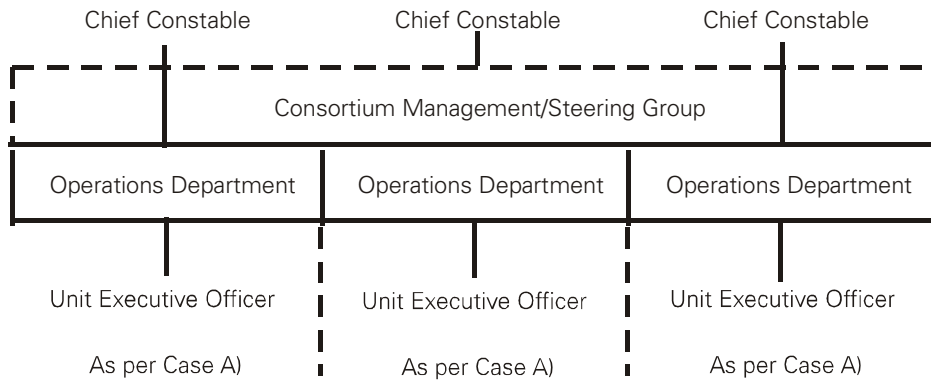 Chief Constable Chief Constable Chief Constable
Consortium Management/Steering Group
Operations Department Operations Department Operations Department
Unit Executive Officer Unit Executive Officer Unit Executive Officer
As per Case A) As per Case A) As per Case A)